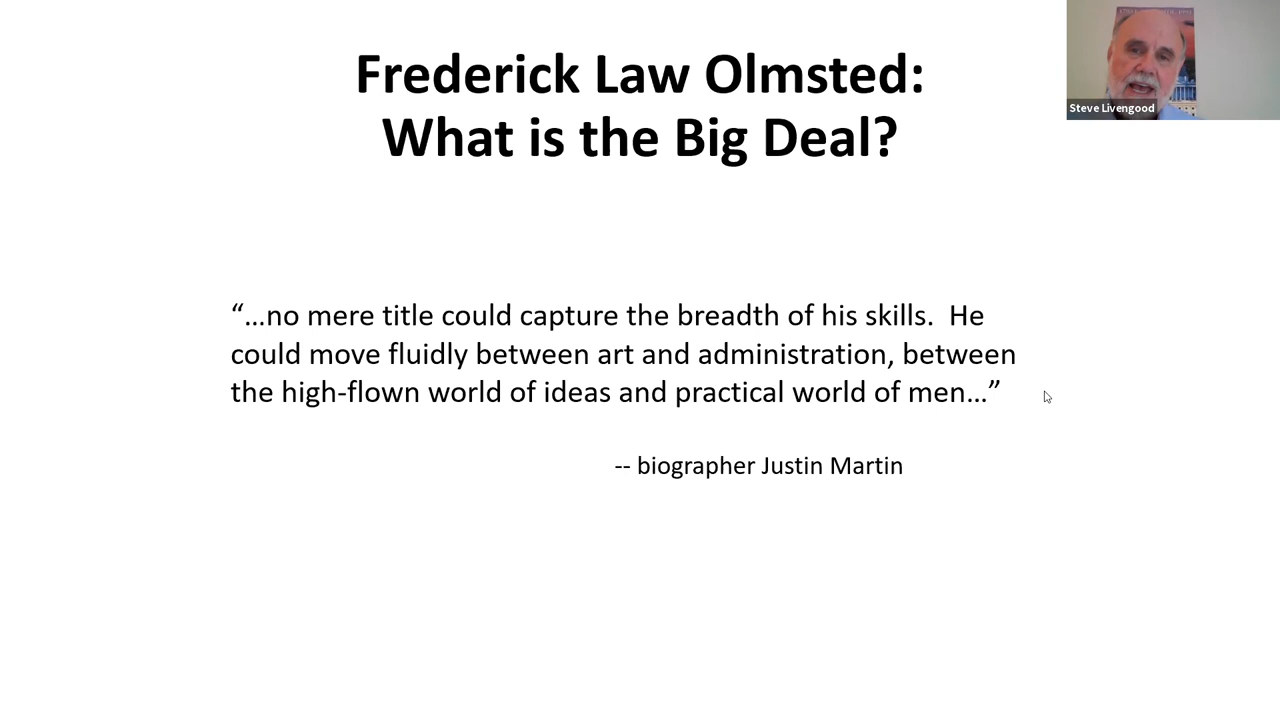 Frederick Law Olmsted:
What is the Big Deal?
Steve Livengood
“…no mere title could capture the breadth of his skills.  He
could move fluidly between art and administration, between
the high-flown world of ideas and practical world of men…”
-- biographer Justin Martin